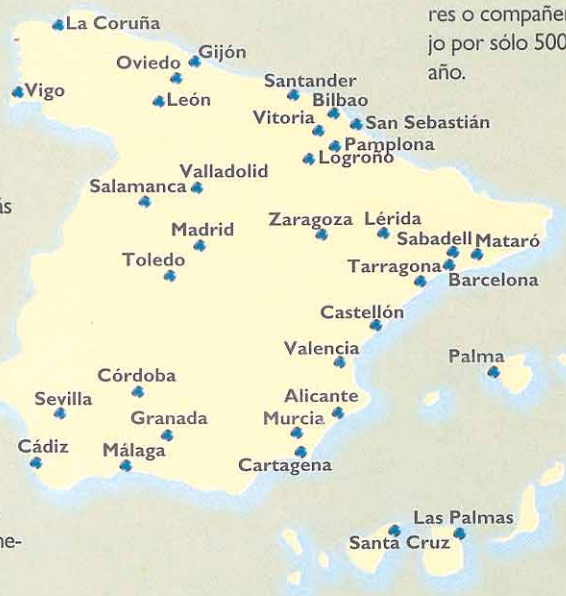 res o compañer
La Coruña
jo por sólo 500
Gijón
Oviedo
año.
Santander
Vigo
León
Bilbao
Vitoria
San Sebastián
Pamplona
Logroño
Valladolid
Salamanca
ás
Zaragoza
Lérida
Madrid
Sabadell
Mataró
Toledo
Tarragona
Barcelona
Castellón
Valencia
Palma
Córdoba
Sevilla
Alicante
Granada
Murcia
Cádiz
Málaga
Cartagena
Las Palmas
Santa Cruz
ne-